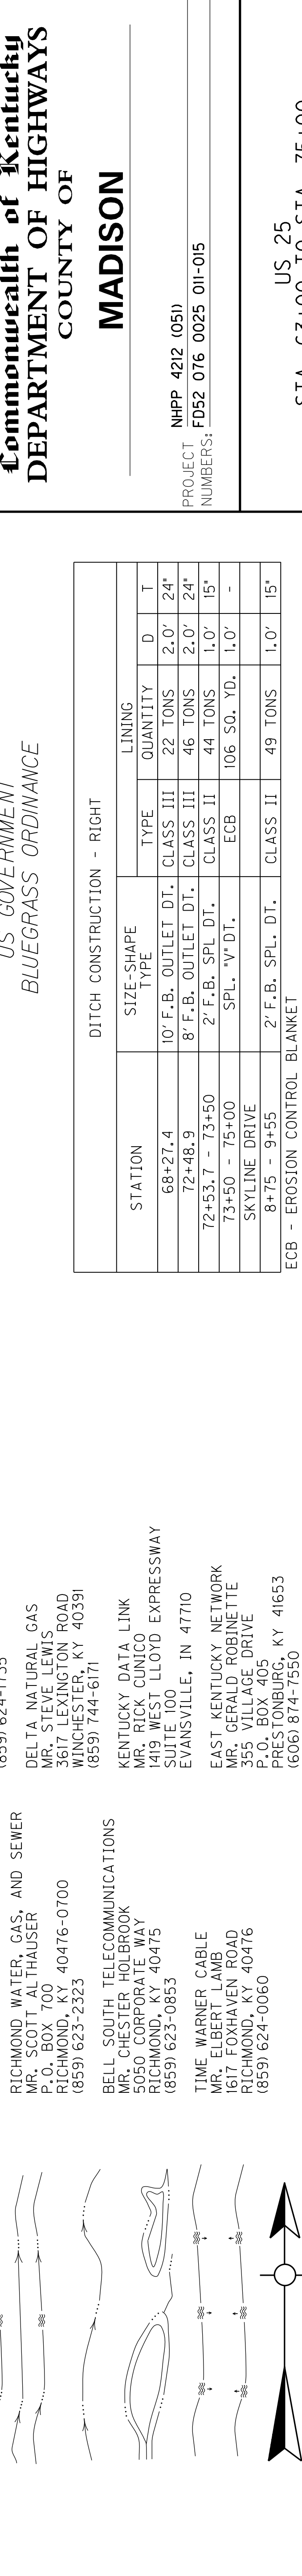 RICHMOND WATER, GAS, AND SEWER
MR. SCOTT ALTHAUSER
P.O. BOX 700
RICHMOND, KY 40476-0700
(859) 623-2323
BELL SOUTH TELECOMMUNICATIONS
MR. CHESTER HOLBROOK
5050 CORPORATE WAY
RICHMOND, KY 40475
(859) 623-0853
TIME WARNER CABLE
MR. ELBERT LAMB
1617 FOXHAVEN ROAD
RICHMOND, KY 40476
(859) 624-0060
(859) 624-1735
DELTA NATURAL GAS
MR. STEVE LEWIS
3617 LEXINGTON ROAD
WINCHESTER, KY 40391
(859) 744-6171
KENTUCKY DATA LINK
MR. RICK CUNICO
1419 WEST LLOYD EXPRESSWAY
SUITE 100
EVANSVILLE, IN 47710
EAST KENTUCKY NETWORK
MR. GERALD ROBINETTE
355 VILLAGE DRIVE
P.O. BOX 405
PRESTONBURG, KY 41653
(606) 874-7550
US GOVERNMENT
BLUEGRASS ORDINANCE
DITCH CONSTRUCTION - RIGHT
STATION SIZE-SHAPE TYPE LINING
TYPE QUANTITY D T
68+27.4 10' F.B. OUTLET DT. CLASS III 22 TONS 2.0' 24"
72+48.9 8' F.B. OUTLET DT. CLASS III 46 TONS 2.0' 24"
72+53.7 - 73+50 2' F.B. SPL DT. CLASS II 44 TONS 1.0' 15"
73+50 - 75+00 SPL. "V" DT. ECB 106 SQ. YD. 1.0' -
SKYLINE DRIVE
8+75 - 9+55 2' F.B. SPL. DT. CLASS II 49 TONS 1.0' 15"
ECB - EROSION CONTROL BLANKET
Commonwealth of Kentucky
DEPARTMENT OF HIGHWAYS
COUNTY OF
MADISON
PROJECT NUMBERS:
NHPP 4212 (051)
FD52 076 0025 011-015
US 25
STA. 63+00 TO STA. 75+00